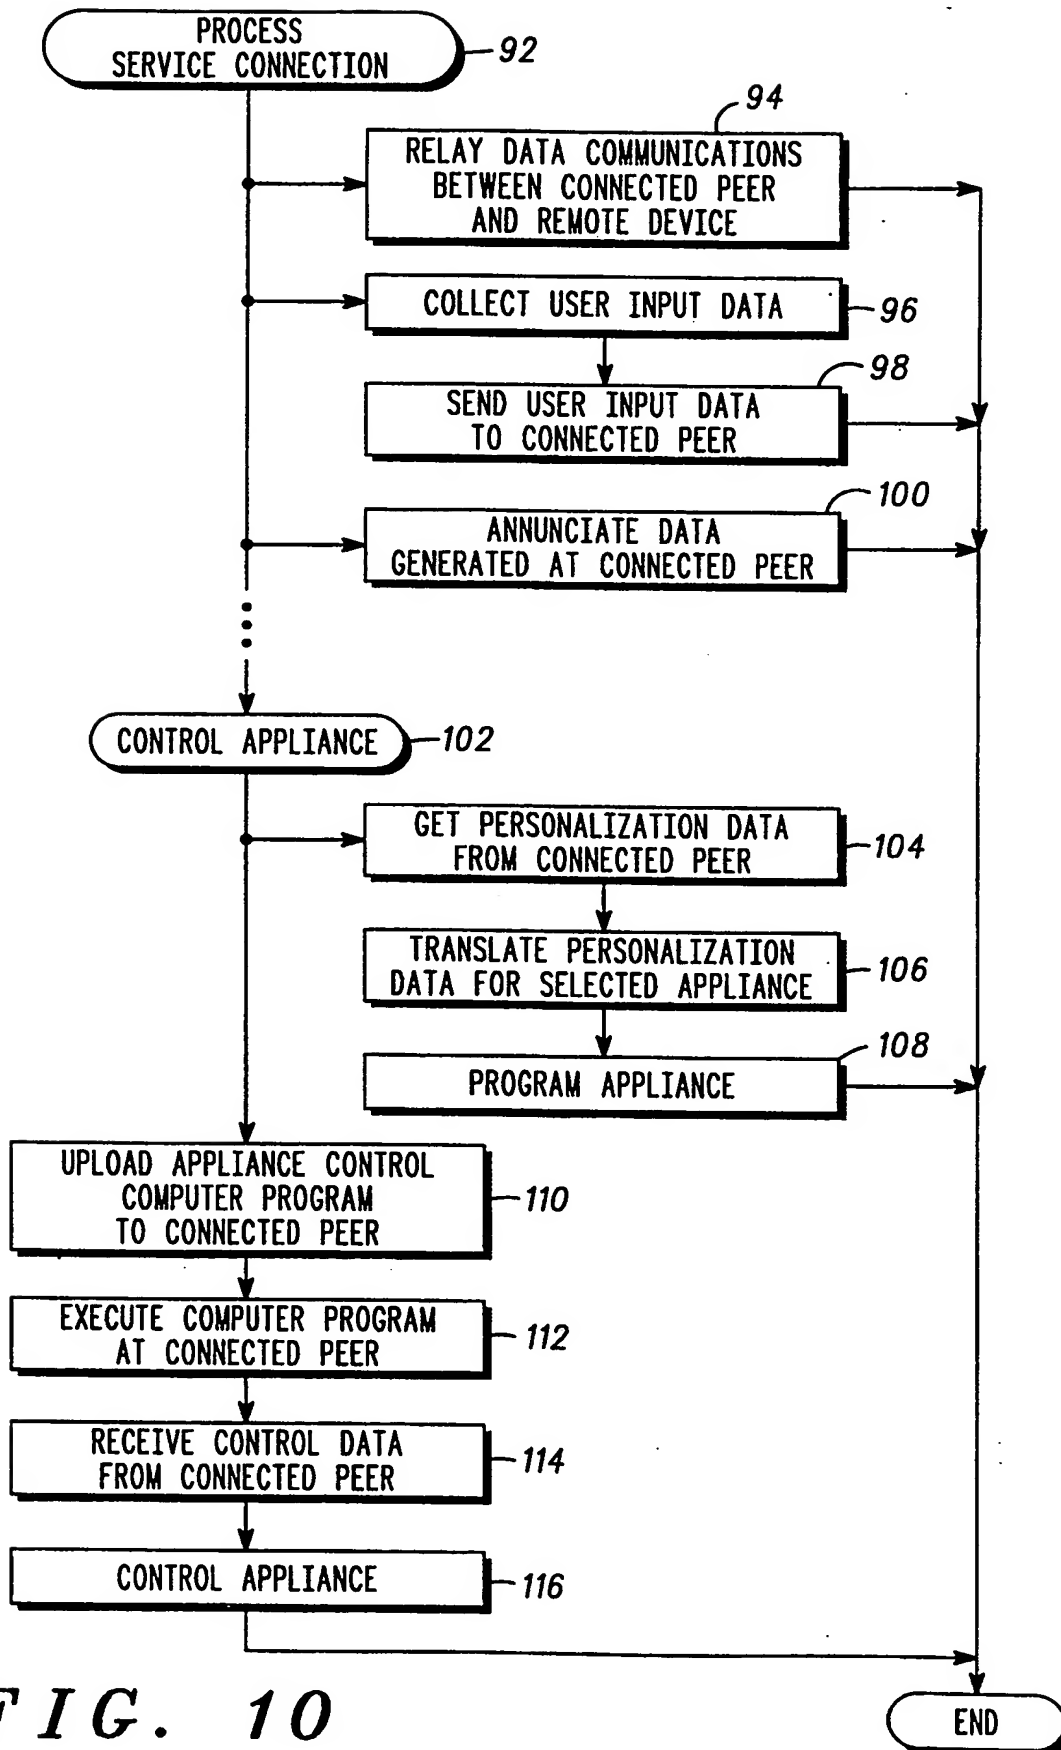 PROCESS
SERVICE CONNECTION
92
94
RELAY DATA COMMUNICATIONS
BETWEEN CONNECTED PEER
AND REMOTE DEVICE
COLLECT USER INPUT DATA
96
98
SEND USER INPUT DATA
TO CONNECTED PEER
100
ANNUNCIATE DATA
GENERATED AT CONNECTED PEER
CONTROL APPLIANCE
102
GET PERSONALIZATION DATA
FROM CONNECTED PEER
104
TRANSLATE PERSONALIZATION
DATA FOR SELECTED APPLIANCE
106
108
PROGRAM APPLIANCE
UPLOAD APPLIANCE CONTROL
COMPUTER PROGRAM
TO CONNECTED PEER
110
EXECUTE COMPUTER PROGRAM
AT CONNECTED PEER
112
RECEIVE CONTROL DATA
FROM CONNECTED PEER
114
CONTROL APPLIANCE
116
END
FIG. 10